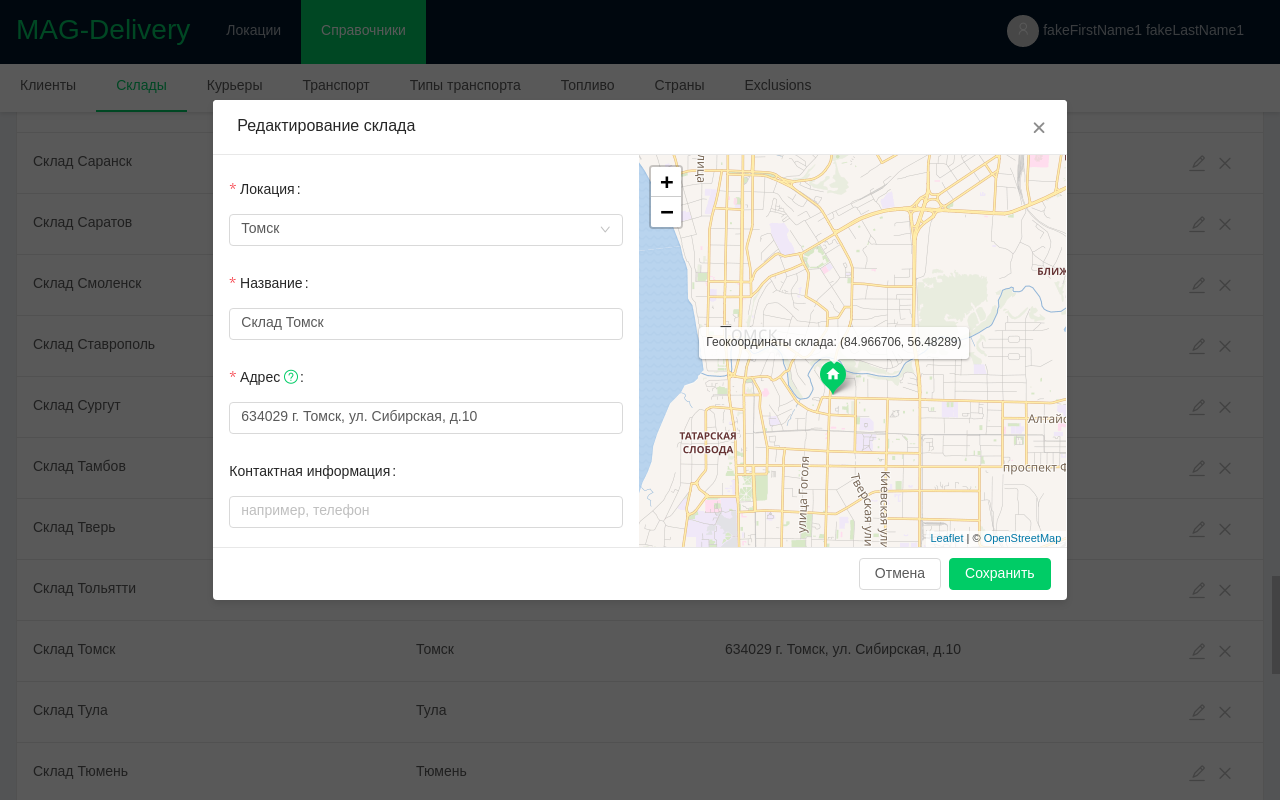 MAG-Delivery
Локации
Справочники
fakeFirstName1 fakeLastName1
Клиенты
Склады
Курьеры
Транспорт
Типы транспорта
Топливо
Страны
Exclusions
Редактирование склада
Склад Саранск
Склад Саратов
Склад Смоленск
Склад Ставрополь
Склад Сургут
Склад Тамбов
Склад Тверь
Склад Тольятти
* Локация:
Томск
* Название:
Склад Томск
* Адрес ?:
634029 г. Томск, ул. Сибирская, д.10
Контактная информация:
например, телефон
+
−
лица
БЛИЖ
ТОМСК
Геокоординаты склада: (84.966706, 56.48289)
Алтайс
ТАТАРСКАЯ
СЛОБОДА
проспект Ф
улица Гоголя
Тверская ули
Киевская ули
Leaflet | © OpenStreetMap
Отмена
Сохранить
Склад Томск
Томск
634029 г. Томск, ул. Сибирская, д.10
Склад Тула
Тула
Склад Тюмень
Тюмень